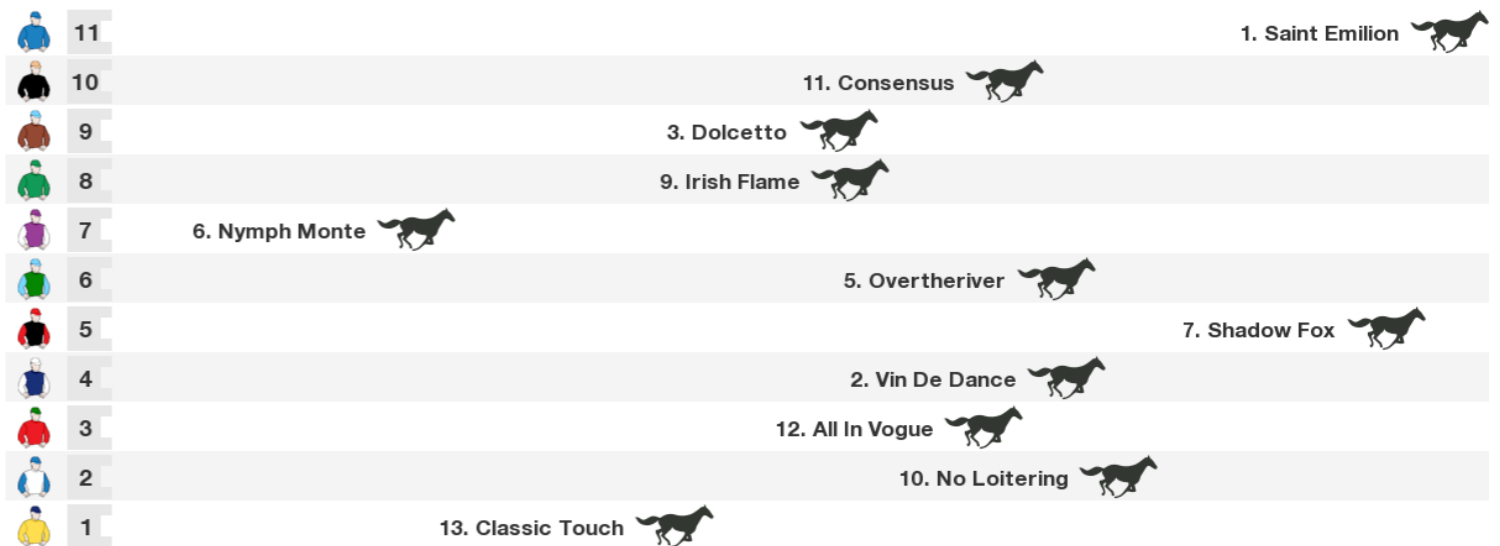 11 1. Saint Emilion
10 11. Consensus
9 3. Dolcetto
8 9. Irish Flame
7 6. Nymph Monte
6 5. Overtheriver
5 7. Shadow Fox
4 2. Vin De Dance
3 12. All In Vogue
2 10. No Loitering
1 13. Classic Touch